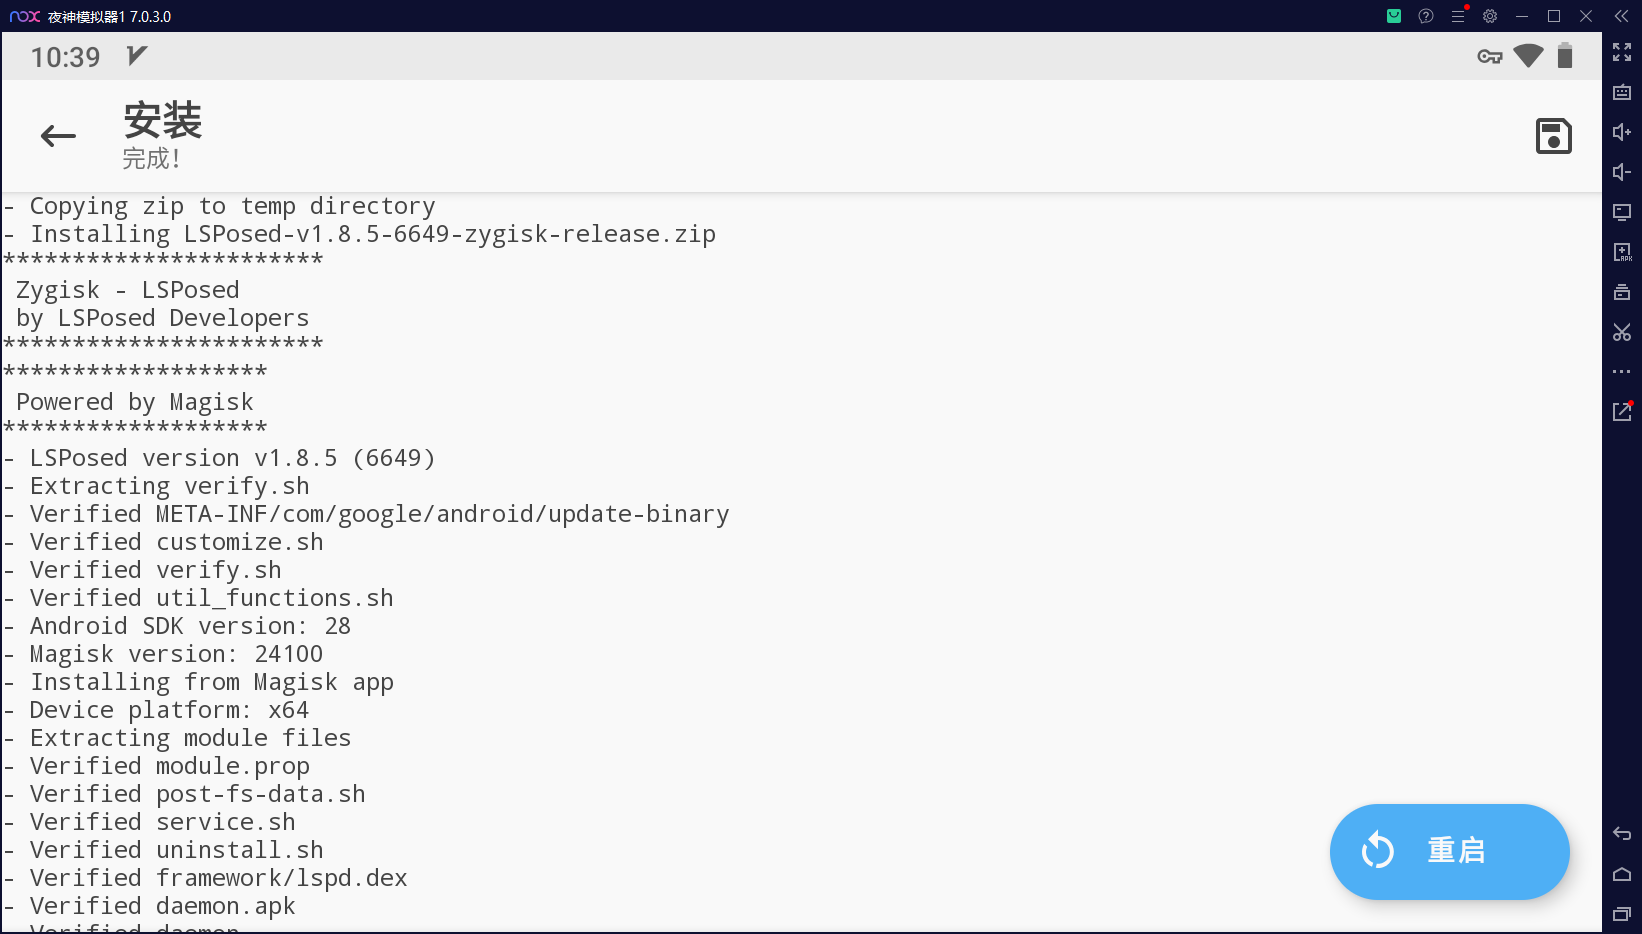 nox 夜神模拟器1 7.0.3.0
10:39
安装
完成!
- Copying zip to temp directory
- Installing LSPosed-v1.8.5-6649-zygisk-release.zip
***********************
Zygisk - LSPosed
by LSPosed Developers
***********************
*******************
Powered by Magisk
*******************
- LSPosed version v1.8.5 (6649)
- Extracting verify.sh
- Verified META-INF/com/google/android/update-binary
- Verified customize.sh
- Verified verify.sh
- Verified util_functions.sh
- Android SDK version: 28
- Magisk version: 24100
- Installing from Magisk app
- Device platform: x64
- Extracting module files
- Verified module.prop
- Verified post-fs-data.sh
- Verified service.sh
- Verified uninstall.sh
- Verified framework/lspd.dex
- Verified daemon.apk
- Verified daemon
重启
APK